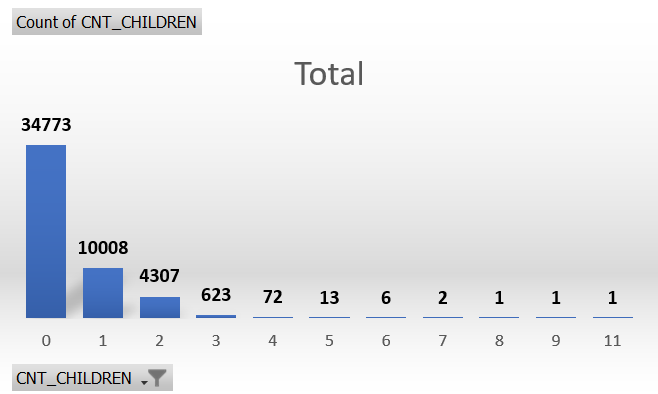 Count of CNT_CHILDREN
Total
34773
10008
4307
623
72
13
6
2
1
1
1
0 1 2 3 4 5 6 7 8 9 11
CNT_CHILDREN